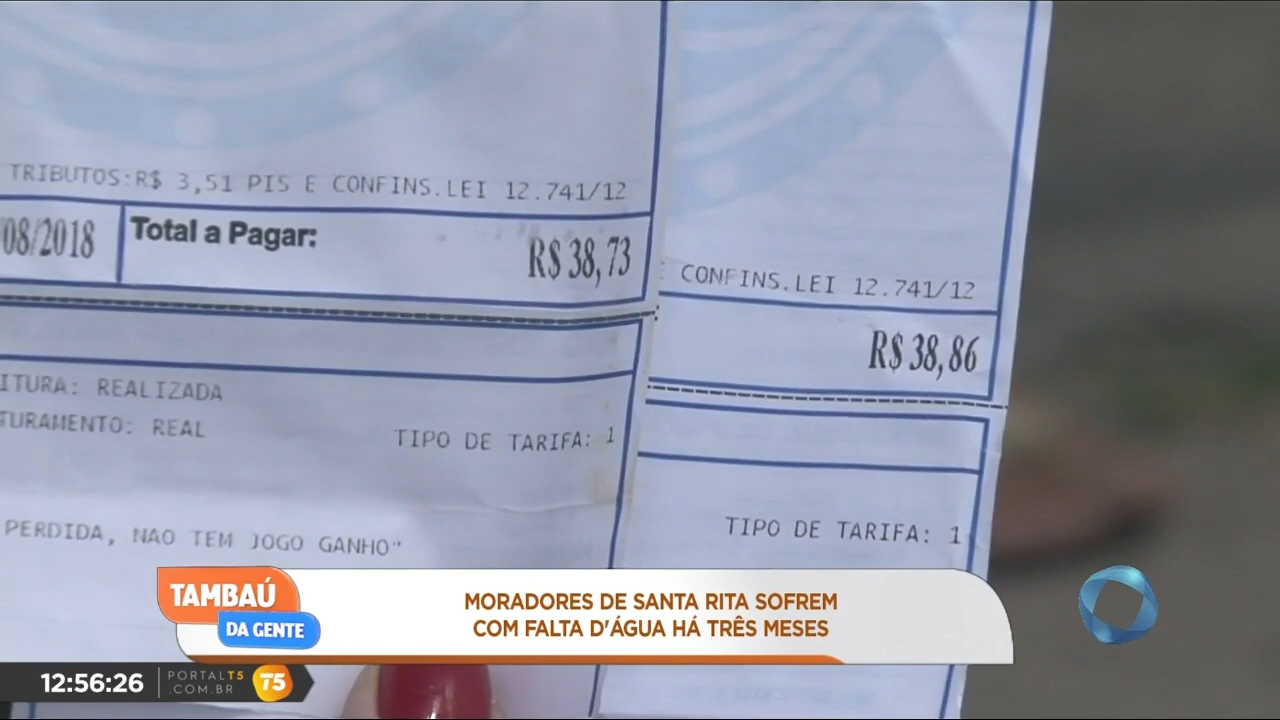 TRIBUTOS:R$ 3,51 PIS E CONFINS.LEI 12.741/12
/08/2018
Total a Pagar:
R$ 38,73
ITURA: REALIZADA
TURAMENTO: REAL
TIPO DE TARIFA: 1
PERDIDA, NAO TEM JOGO GANHO"
CONFINS.LEI 12.741/12
R$ 38,86
TIPO DE TARIFA: 1
TAMBAÚ
DA GENTE
MORADORES DE SANTA RITA SOFREM
COM FALTA D'ÁGUA HÁ TRÊS MESES
12:56:26
PORTALT5
.COM.BR
T5